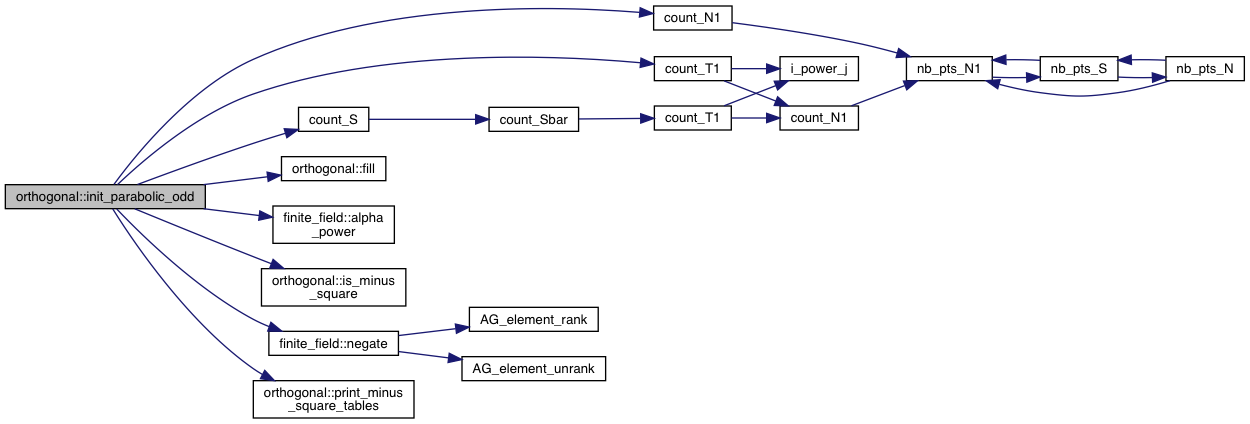 count_N1
count_T1
i_power_j
nb_pts_N1
nb_pts_S
nb_pts_N
count_S
count_Sbar
count_T1
count_N1
orthogonal::fill
orthogonal::init_parabolic_odd
finite_field::alpha
_power
orthogonal::is_minus
_square
finite_field::negate
AG_element_rank
AG_element_unrank
orthogonal::print_minus
_square_tables